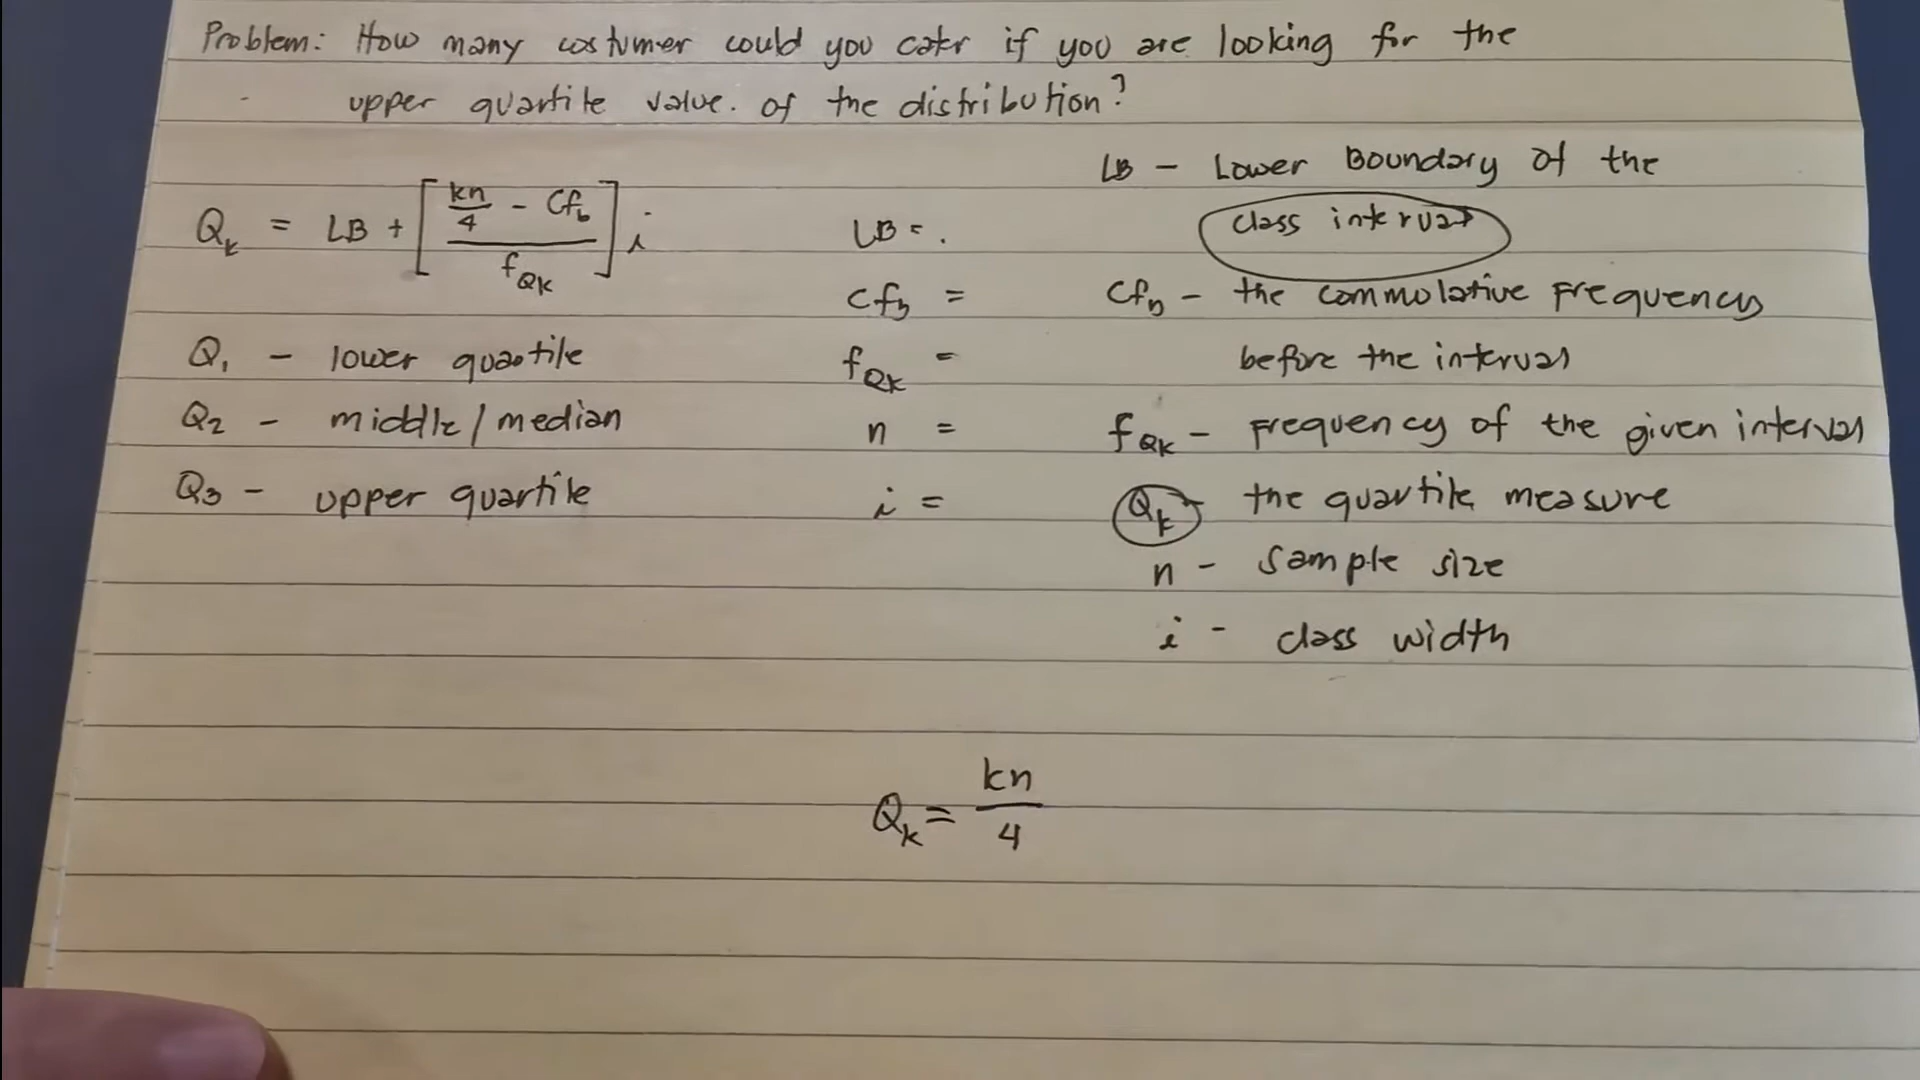 Problem: How many costumer could you cater if you are looking for the
upper quartile value. of the distribution?
Qk = LB + [ (kn/4 - Cfb) / fQk ] i
Q1 - lower quartile
Q2 - middle/median
Q3 - upper quartile
LB = .
Cfb =
fQk =
n =
i =
LB - Lower Boundary of the
class interval
Cfb - the commolative Frequency
before the interval
fQk - Frequency of the given interval
Qk - the quartile measure
n - sample size
i - class width
Qk = kn/4